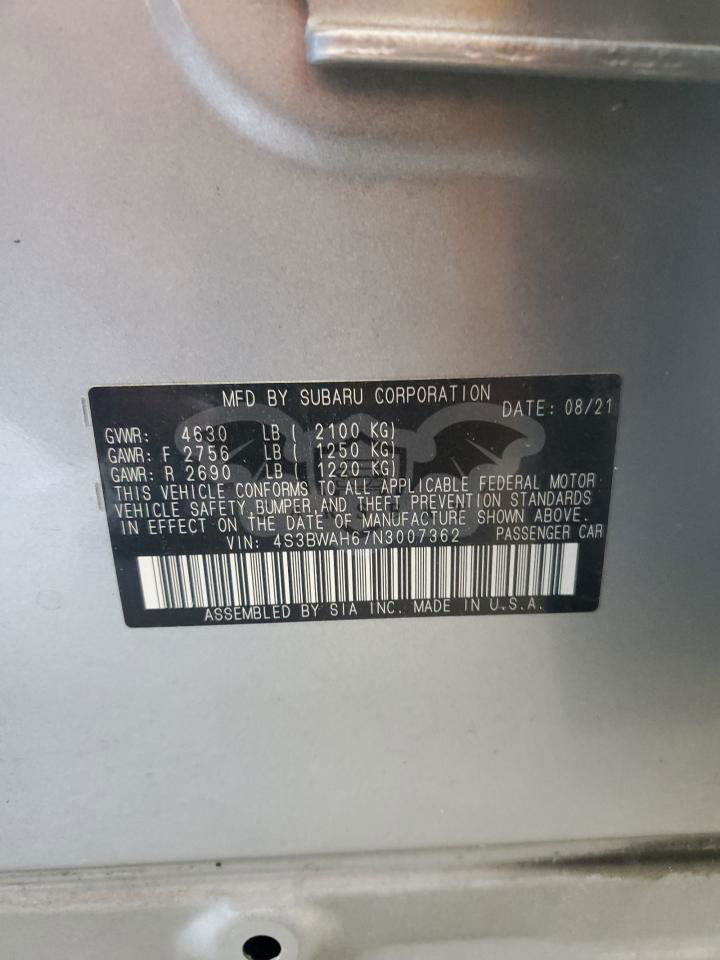 MFD BY SUBARU CORPORATION
DATE: 08/21
GVWR: 4630 LB ( 2100 KG)
GAWR: F 2756 LB ( 1250 KG)
GAWR: R 2690 LB ( 1220 KG)
THIS VEHICLE CONFORMS TO ALL APPLICABLE FEDERAL MOTOR
VEHICLE SAFETY, BUMPER, AND THEFT PREVENTION STANDARDS
IN EFFECT ON THE DATE OF MANUFACTURE SHOWN ABOVE.
VIN: 4S3BWAH67N3007362 PASSENGER CAR
ASSEMBLED BY SIA INC. MADE IN U.S.A.